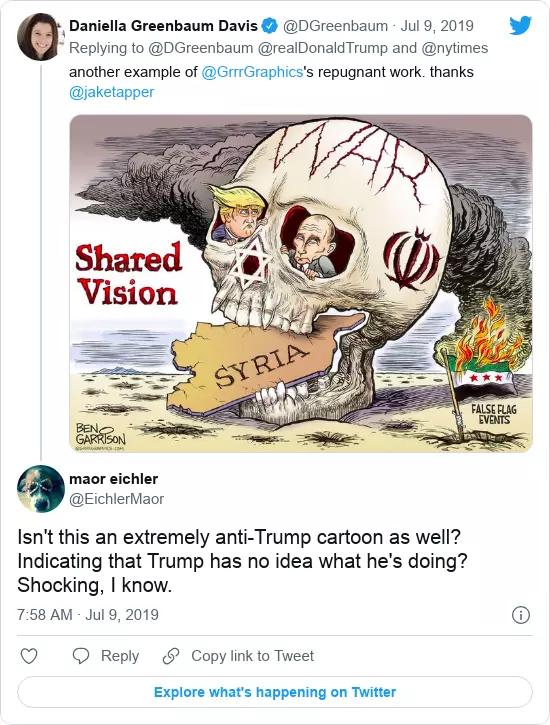 Daniella Greenbaum Davis @DGreenbaum · Jul 9, 2019
Replying to @DGreenbaum @realDonaldTrump and @nytimes
another example of @GrrrGraphics's repugnant work. thanks
@jaketapper
WAR
Shared
Vision
SYRIA
FALSE FLAG
EVENTS
BEN
GARRISON
maor eichler
@EichlerMaor
Isn't this an extremely anti-Trump cartoon as well?
Indicating that Trump has no idea what he's doing?
Shocking, I know.
7:58 AM · Jul 9, 2019
Reply
Copy link to Tweet
Explore what's happening on Twitter